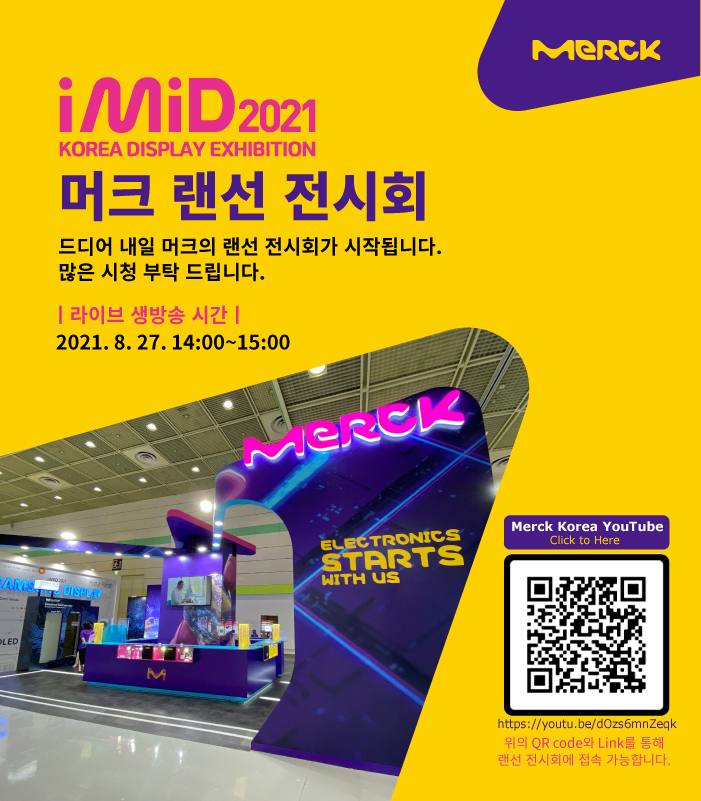 MERCK
iMiD 2021
KOREA DISPLAY EXHIBITION
머크 랜선 전시회
드디어 내일 머크의 랜선 전시회가 시작됩니다.
많은 시청 부탁 드립니다.
| 라이브 생방송 시간 |
2021. 8. 27. 14:00~15:00
MERCK
ELECTRONICS
STARTS
WITH US
DISPLAY
OLED
M
Merck Korea YouTube
Click to Here
https://youtu.be/dOzs6mnZeqk
위의 QR code와 Link를 통해
랜선 전시회에 접속 가능합니다.